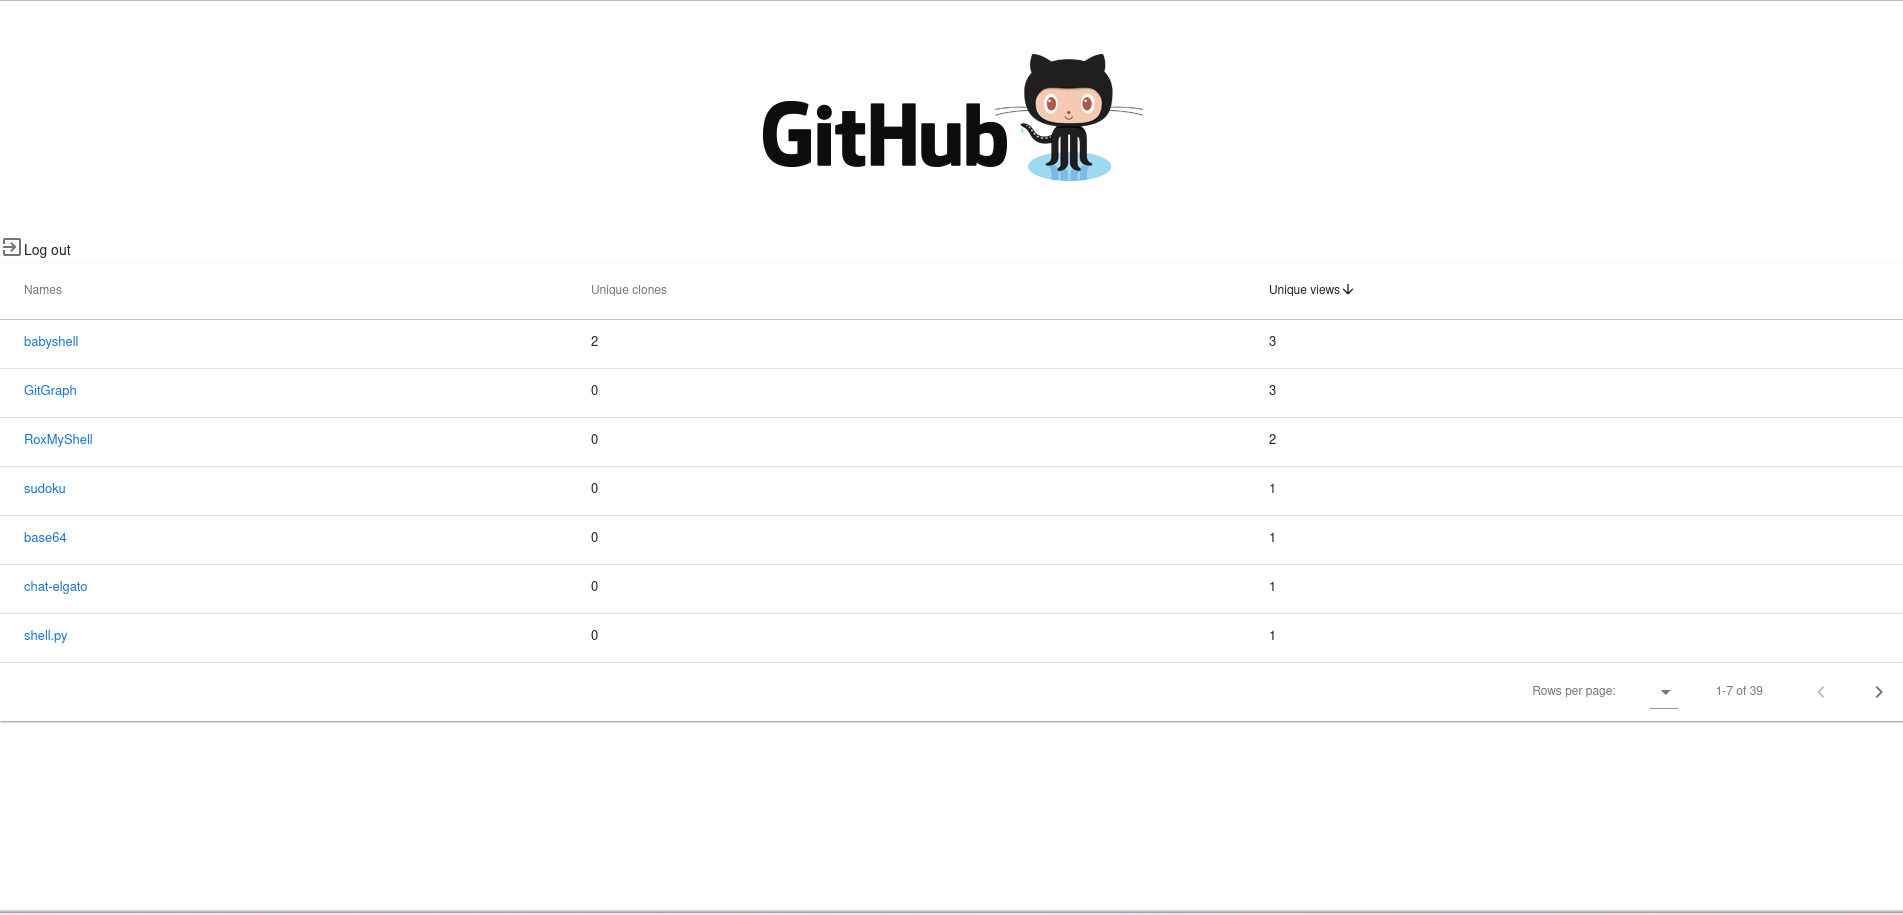 GitHub
Log out
Names Unique clones Unique views
babyshell 2 3
GitGraph 0 3
RoxMyShell 0 2
sudoku 0 1
base64 0 1
chat-elgato 0 1
shell.py 0 1
Rows per page: 1-7 of 39